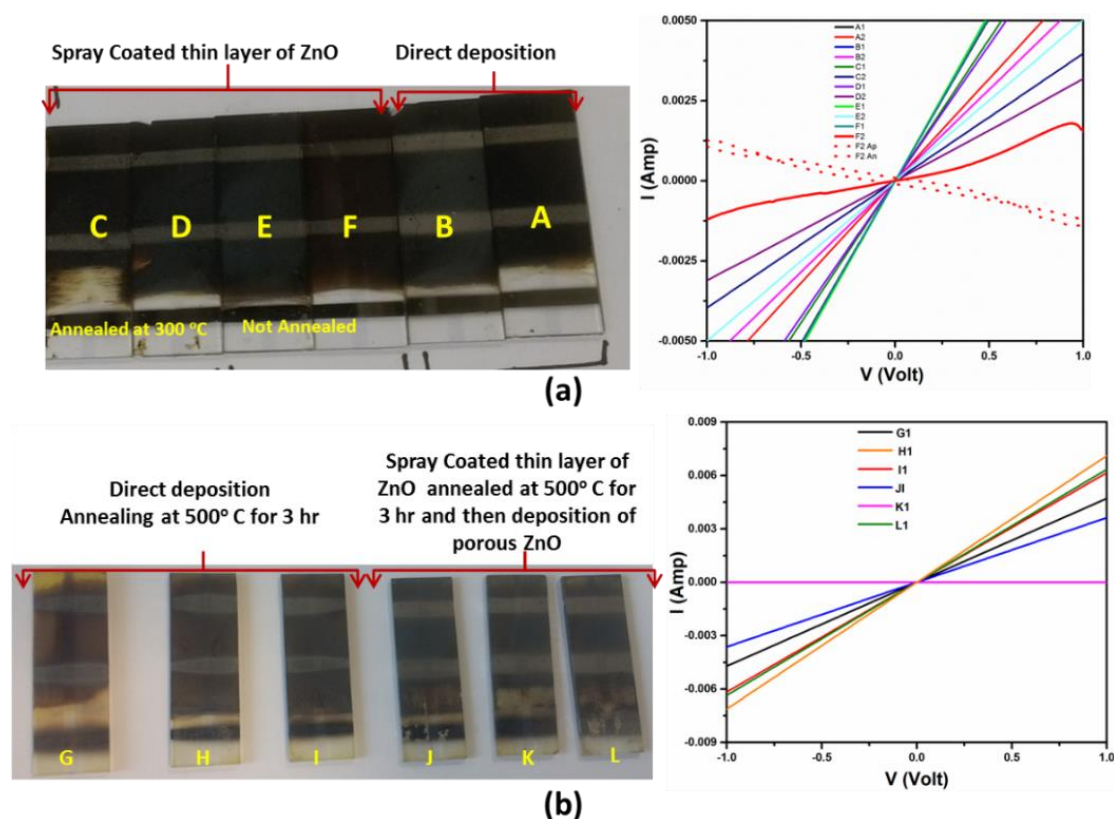 Spray Coated thin layer of ZnO
Direct deposition
C
D
E
F
B
A
Annealed at 300 °C
Not Annealed
0.0050
0.0025
0.0000
-0.0025
-0.0050
I (Amp)
A1
A2
B1
B2
C1
C2
D1
D2
E1
E2
F1
F2
F2 Ap
F2 An
-1.0
-0.5
0.0
0.5
1.0
V (Volt)
(a)
Direct deposition
Annealing at 500° C for 3 hr
Spray Coated thin layer of
ZnO annealed at 500° C for
3 hr and then deposition of
porous ZnO
G
H
I
J
K
L
0.009
0.006
0.003
0.000
-0.003
-0.006
-0.009
I (Amp)
G1
H1
I1
JI
K1
L1
-1.0
-0.5
0.0
0.5
1.0
V (Volt)
(b)